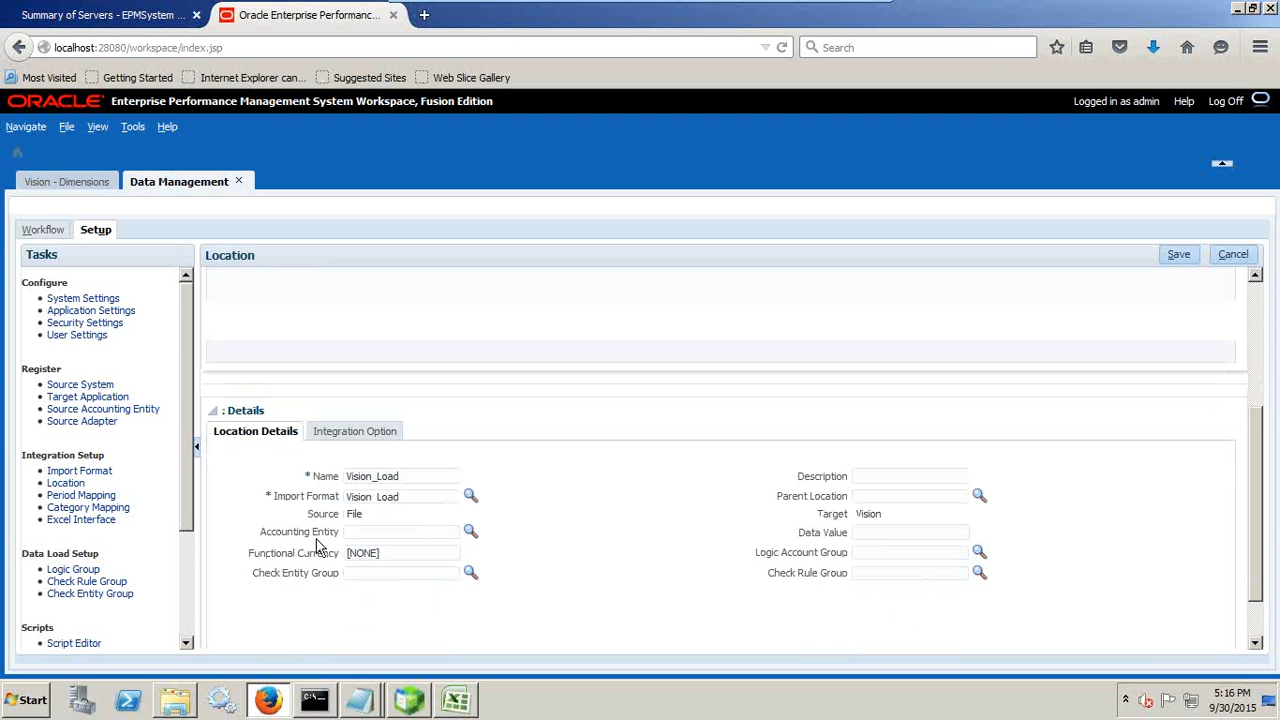 Summary of Servers - EPMSystem ...
Oracle Enterprise Performanc...
localhost:28080/workspace/index.jsp
Search
Most Visited
Getting Started
Internet Explorer can...
Suggested Sites
Web Slice Gallery
ORACLE
Enterprise Performance Management System Workspace, Fusion Edition
Logged in as admin
Help
Log Off
Navigate File View Tools Help
Vision - Dimensions
Data Management
Workflow
Setup
Tasks
Configure
System Settings
Application Settings
Security Settings
User Settings
Register
Source System
Target Application
Source Accounting Entity
Source Adapter
Integration Setup
Import Format
Location
Period Mapping
Category Mapping
Excel Interface
Data Load Setup
Logic Group
Check Rule Group
Check Entity Group
Scripts
Script Editor
Location
Save
Cancel
: Details
Location Details
Integration Option
* Name Vision_Load
* Import Format Vision_Load
Source File
Accounting Entity
Functional Currency [NONE]
Check Entity Group
Description
Parent Location
Target Vision
Data Value
Logic Account Group
Check Rule Group
Start
5:16 PM
9/30/2015